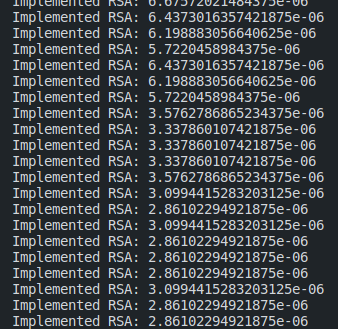 Implemented RSA: 6.67572021484375e-06
Implemented RSA: 6.4373016357421875e-06
Implemented RSA: 6.198883056640625e-06
Implemented RSA: 5.7220458984375e-06
Implemented RSA: 6.4373016357421875e-06
Implemented RSA: 6.198883056640625e-06
Implemented RSA: 5.7220458984375e-06
Implemented RSA: 3.5762786865234375e-06
Implemented RSA: 3.337860107421875e-06
Implemented RSA: 3.337860107421875e-06
Implemented RSA: 3.337860107421875e-06
Implemented RSA: 3.5762786865234375e-06
Implemented RSA: 3.0994415283203125e-06
Implemented RSA: 2.86102294921875e-06
Implemented RSA: 3.0994415283203125e-06
Implemented RSA: 2.86102294921875e-06
Implemented RSA: 2.86102294921875e-06
Implemented RSA: 2.86102294921875e-06
Implemented RSA: 3.0994415283203125e-06
Implemented RSA: 2.86102294921875e-06
Implemented RSA: 2.86102294921875e-06